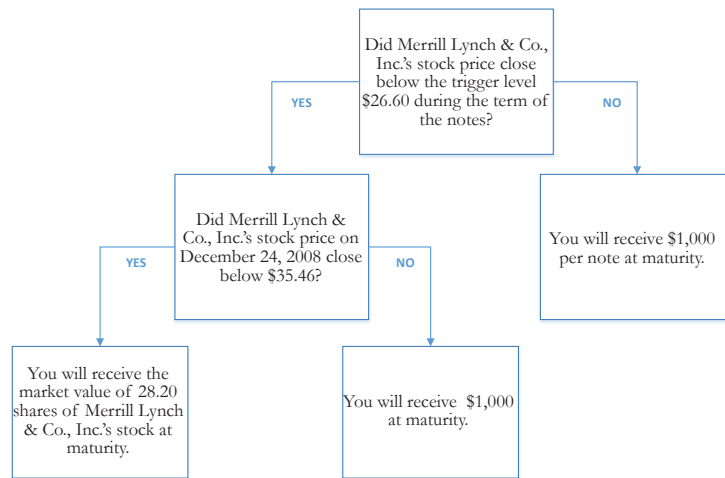 Did Merrill Lynch & Co.,
Inc.'s stock price close
below the trigger level
$26.60 during the term of
the notes?
YES
NO
Did Merrill Lynch &
Co., Inc.'s stock price on
December 24, 2008 close
below $35.46?
You will receive $1,000
per note at maturity.
YES
NO
You will receive the
market value of 28.20
shares of Merrill Lynch
& Co., Inc.'s stock at
maturity.
You will receive $1,000
at maturity.